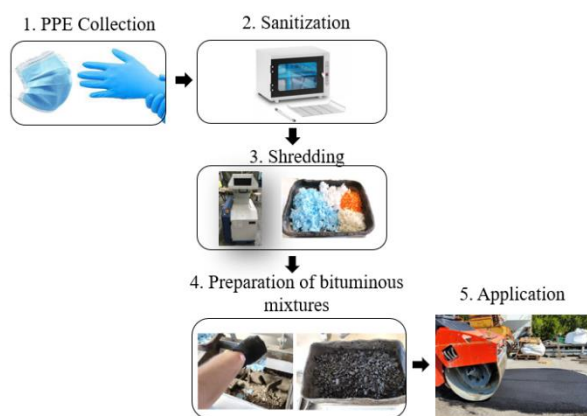 1. PPE Collection
2. Sanitization
3. Shredding
4. Preparation of bituminous
mixtures
5. Application